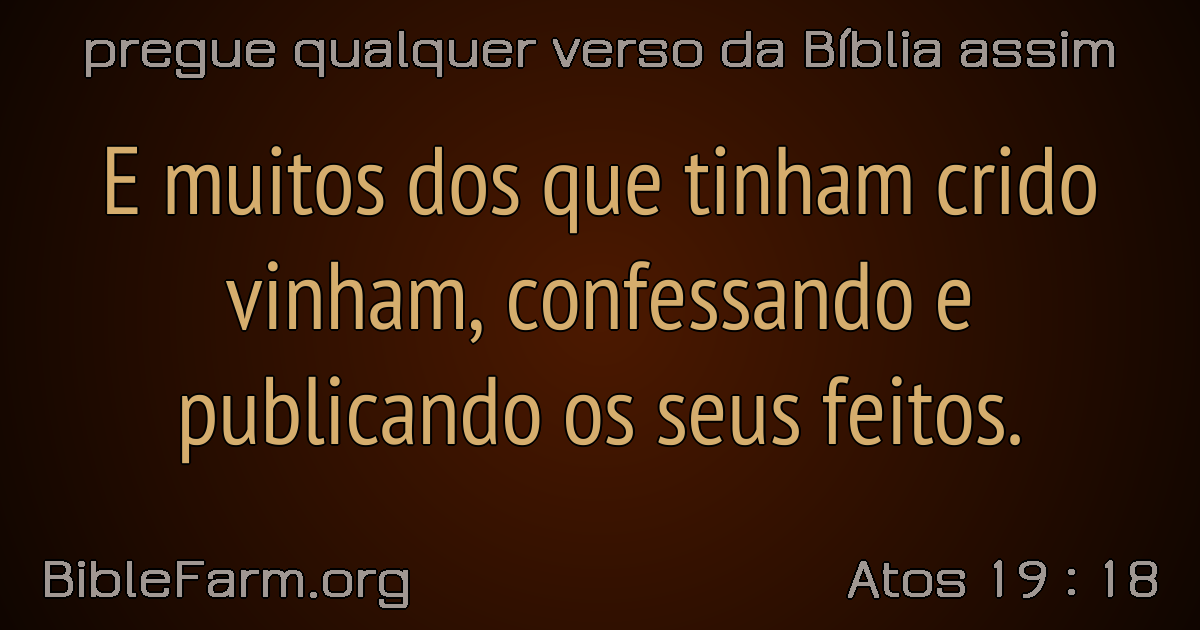 pregue qualquer verso da Bíblia assim
E muitos dos que tinham crido
vinham, confessando e
publicando os seus feitos.
BibleFarm.org
Atos 19 : 18